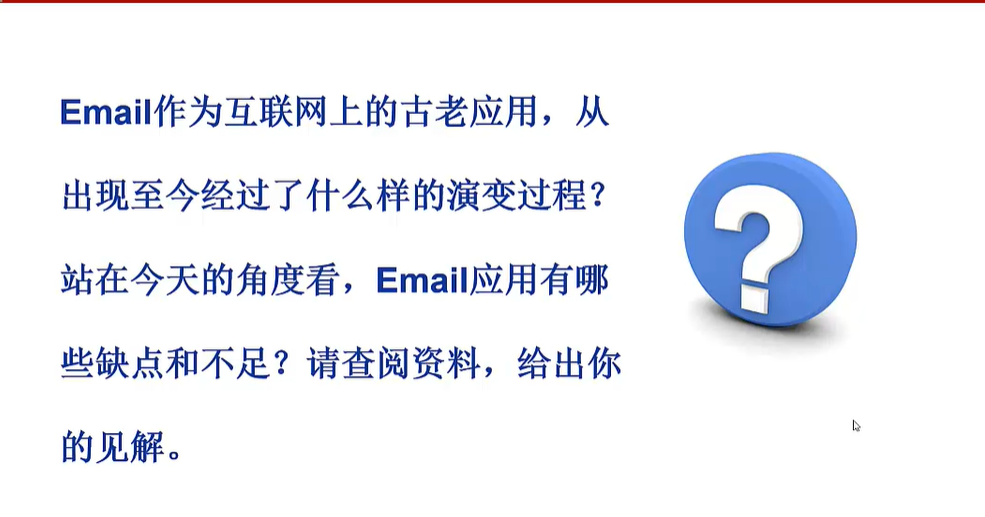 Email作为互联网上的古老应用，从
出现至今经过了什么样的演变过程？
站在今天的角度看，Email应用有哪
些缺点和不足？请查阅资料，给出你
的见解。